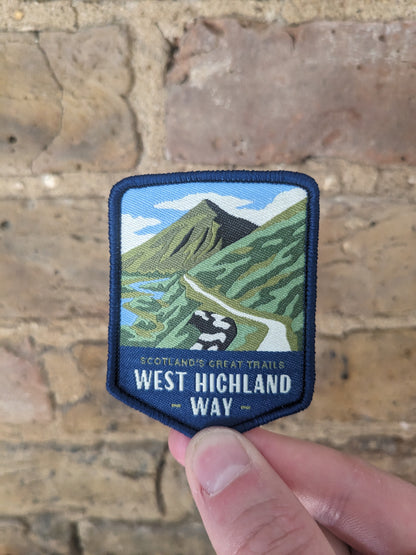 SCOTLAND'S GREAT TRAILS
WEST HIGHLAND
- WAY -